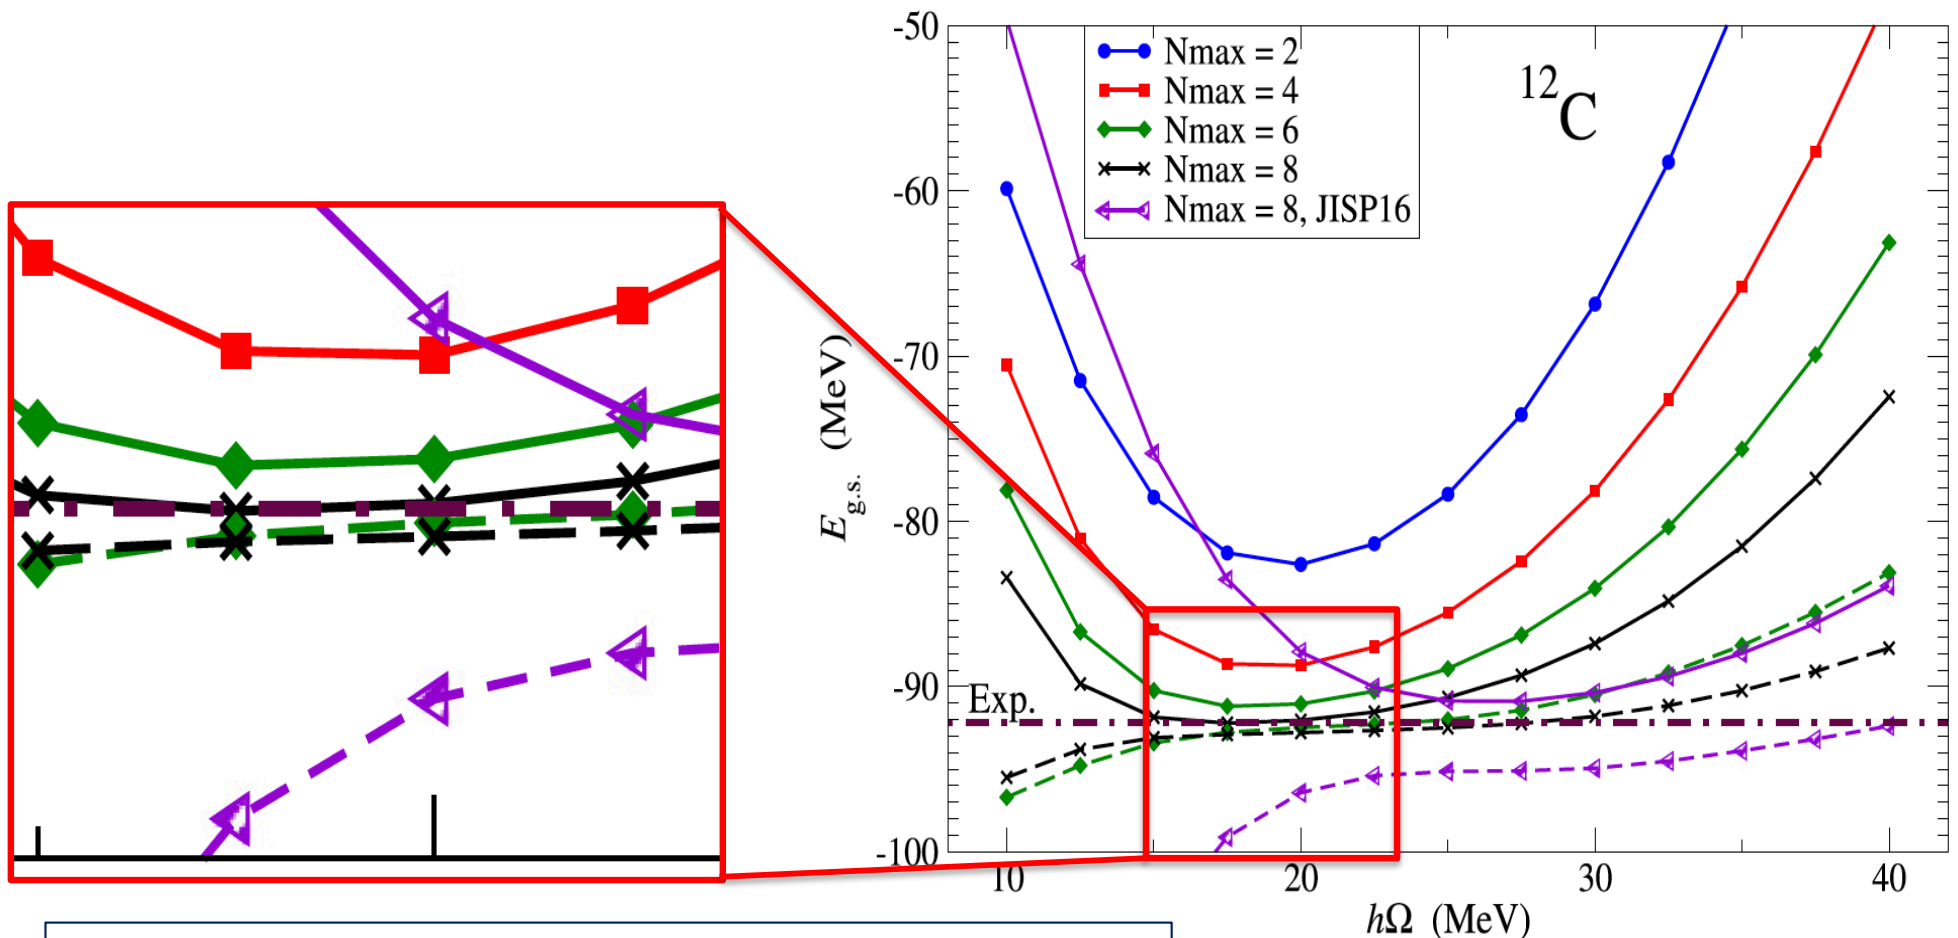 -50
Nmax = 2
Nmax = 4
Nmax = 6
Nmax = 8
Nmax = 8, JISP16
12C
-60
-70
-80
-90
-100
Eg.s. (MeV)
Exp.
10
20
30
40
hΩ (MeV)